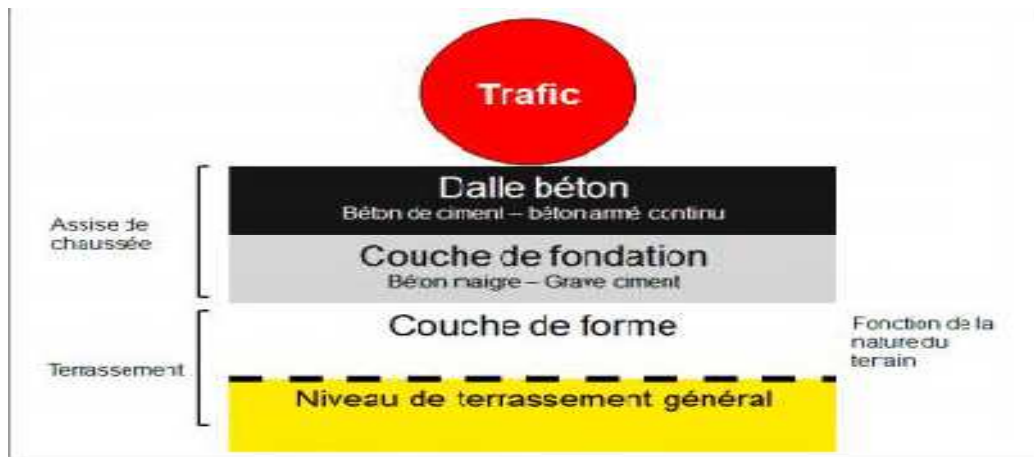 Trafic
Dalle béton
Béton de ciment – béton armé continu
Assise de
chaussée
Couche de fondation
Béton maigre – Grave ciment
Couche de forme
Fonction de la
nature du
terrain
Terrassement
Niveau de terrassement général